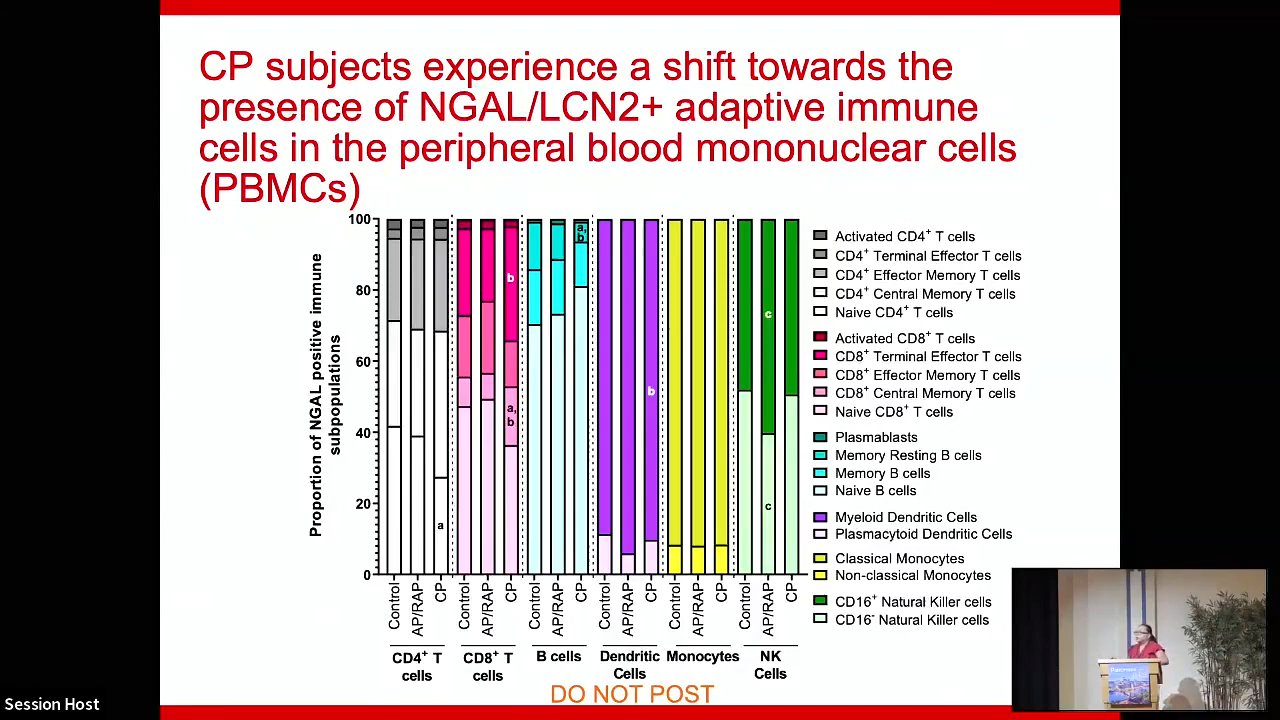 CP subjects experience a shift towards the
presence of NGAL/LCN2+ adaptive immune
cells in the peripheral blood mononuclear cells
(PBMCs)
Proportion of NGAL positive immune
subpopulations
100
80
60
40
20
0
a
b
a,
b
a,
b
b
c
c
Control
AP/RAP
CP
Control
AP/RAP
CP
Control
AP/RAP
CP
Control
AP/RAP
CP
Control
AP/RAP
CP
Control
AP/RAP
CP
CD4+ T
cells
CD8+ T
cells
B cells
Dendritic
Cells
Monocytes
NK
Cells
Activated CD4+ T cells
CD4+ Terminal Effector T cells
CD4+ Effector Memory T cells
CD4+ Central Memory T cells
Naive CD4+ T cells
Activated CD8+ T cells
CD8+ Terminal Effector T cells
CD8+ Effector Memory T cells
CD8+ Central Memory T cells
Naive CD8+ T cells
Plasmablasts
Memory Resting B cells
Memory B cells
Naive B cells
Myeloid Dendritic Cells
Plasmacytoid Dendritic Cells
Classical Monocytes
Non-classical Monocytes
CD16+ Natural Killer cells
CD16- Natural Killer cells
DO NOT POST
Session Host